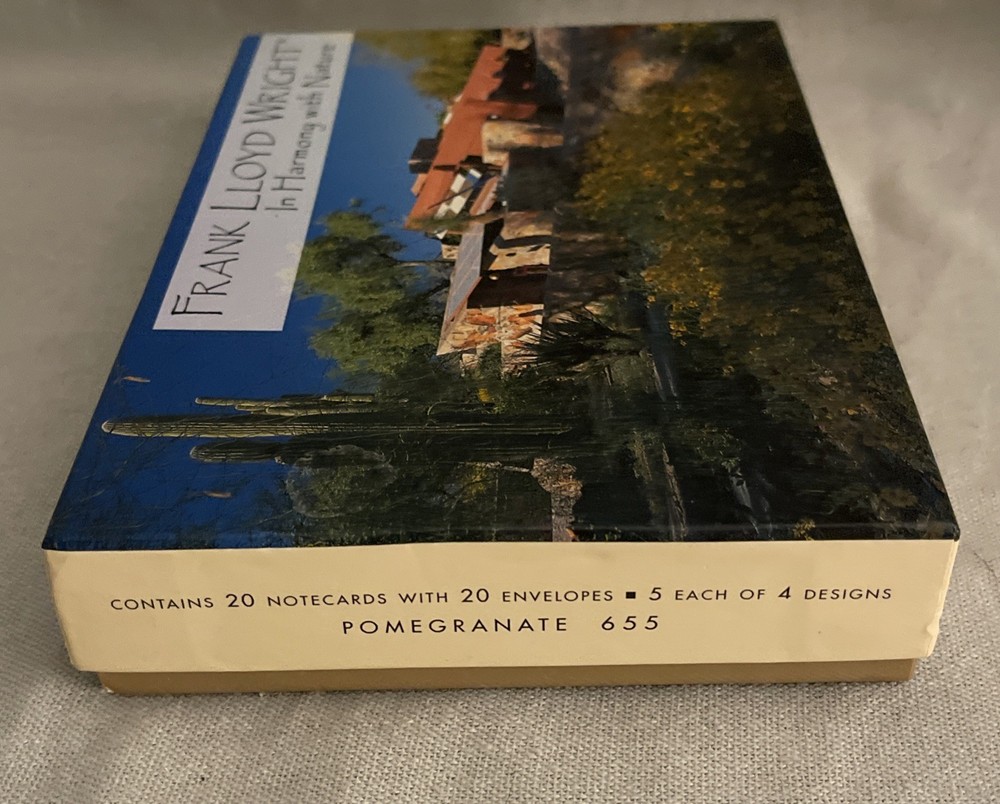 FRANK LLOYD WRIGHT™
In Harmony with Nature
CONTAINS 20 NOTECARDS WITH 20 ENVELOPES ■ 5 EACH OF 4 DESIGNS
POMEGRANATE 655